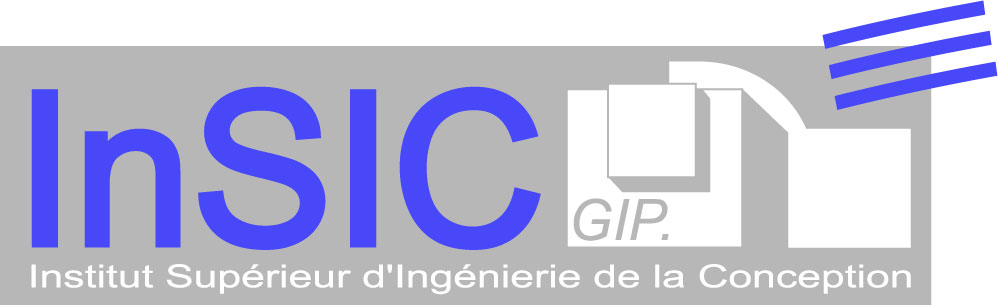 InSIC
GIP.
Institut Supérieur d'Ingénierie de la Conception